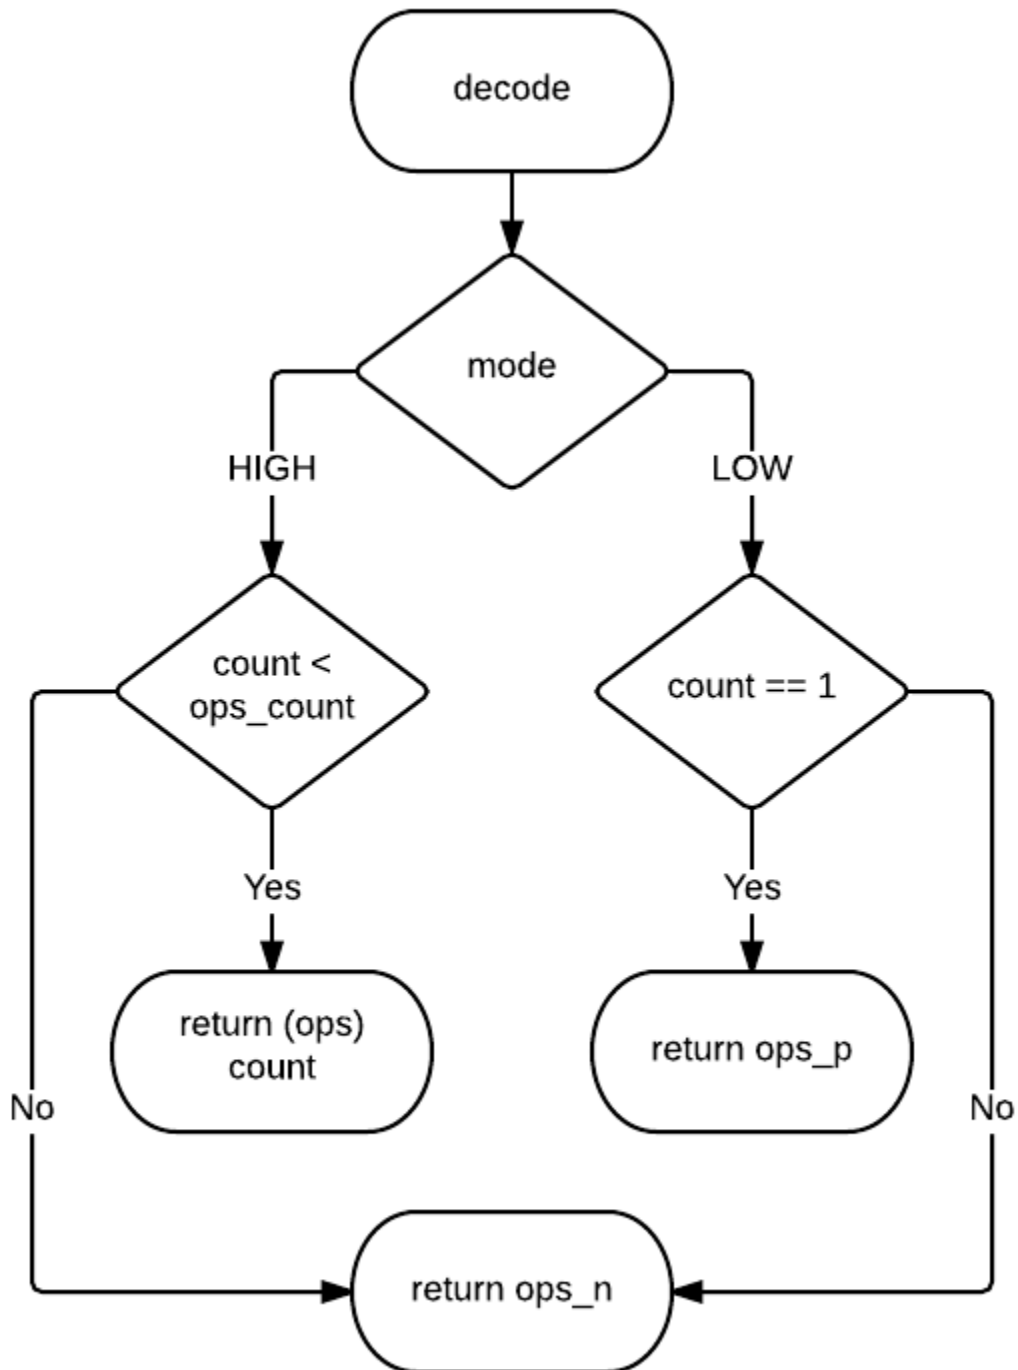 decode
mode
HIGH
LOW
count <
ops_count
count == 1
Yes
Yes
return (ops)
count
return ops_p
No
No
return ops_n